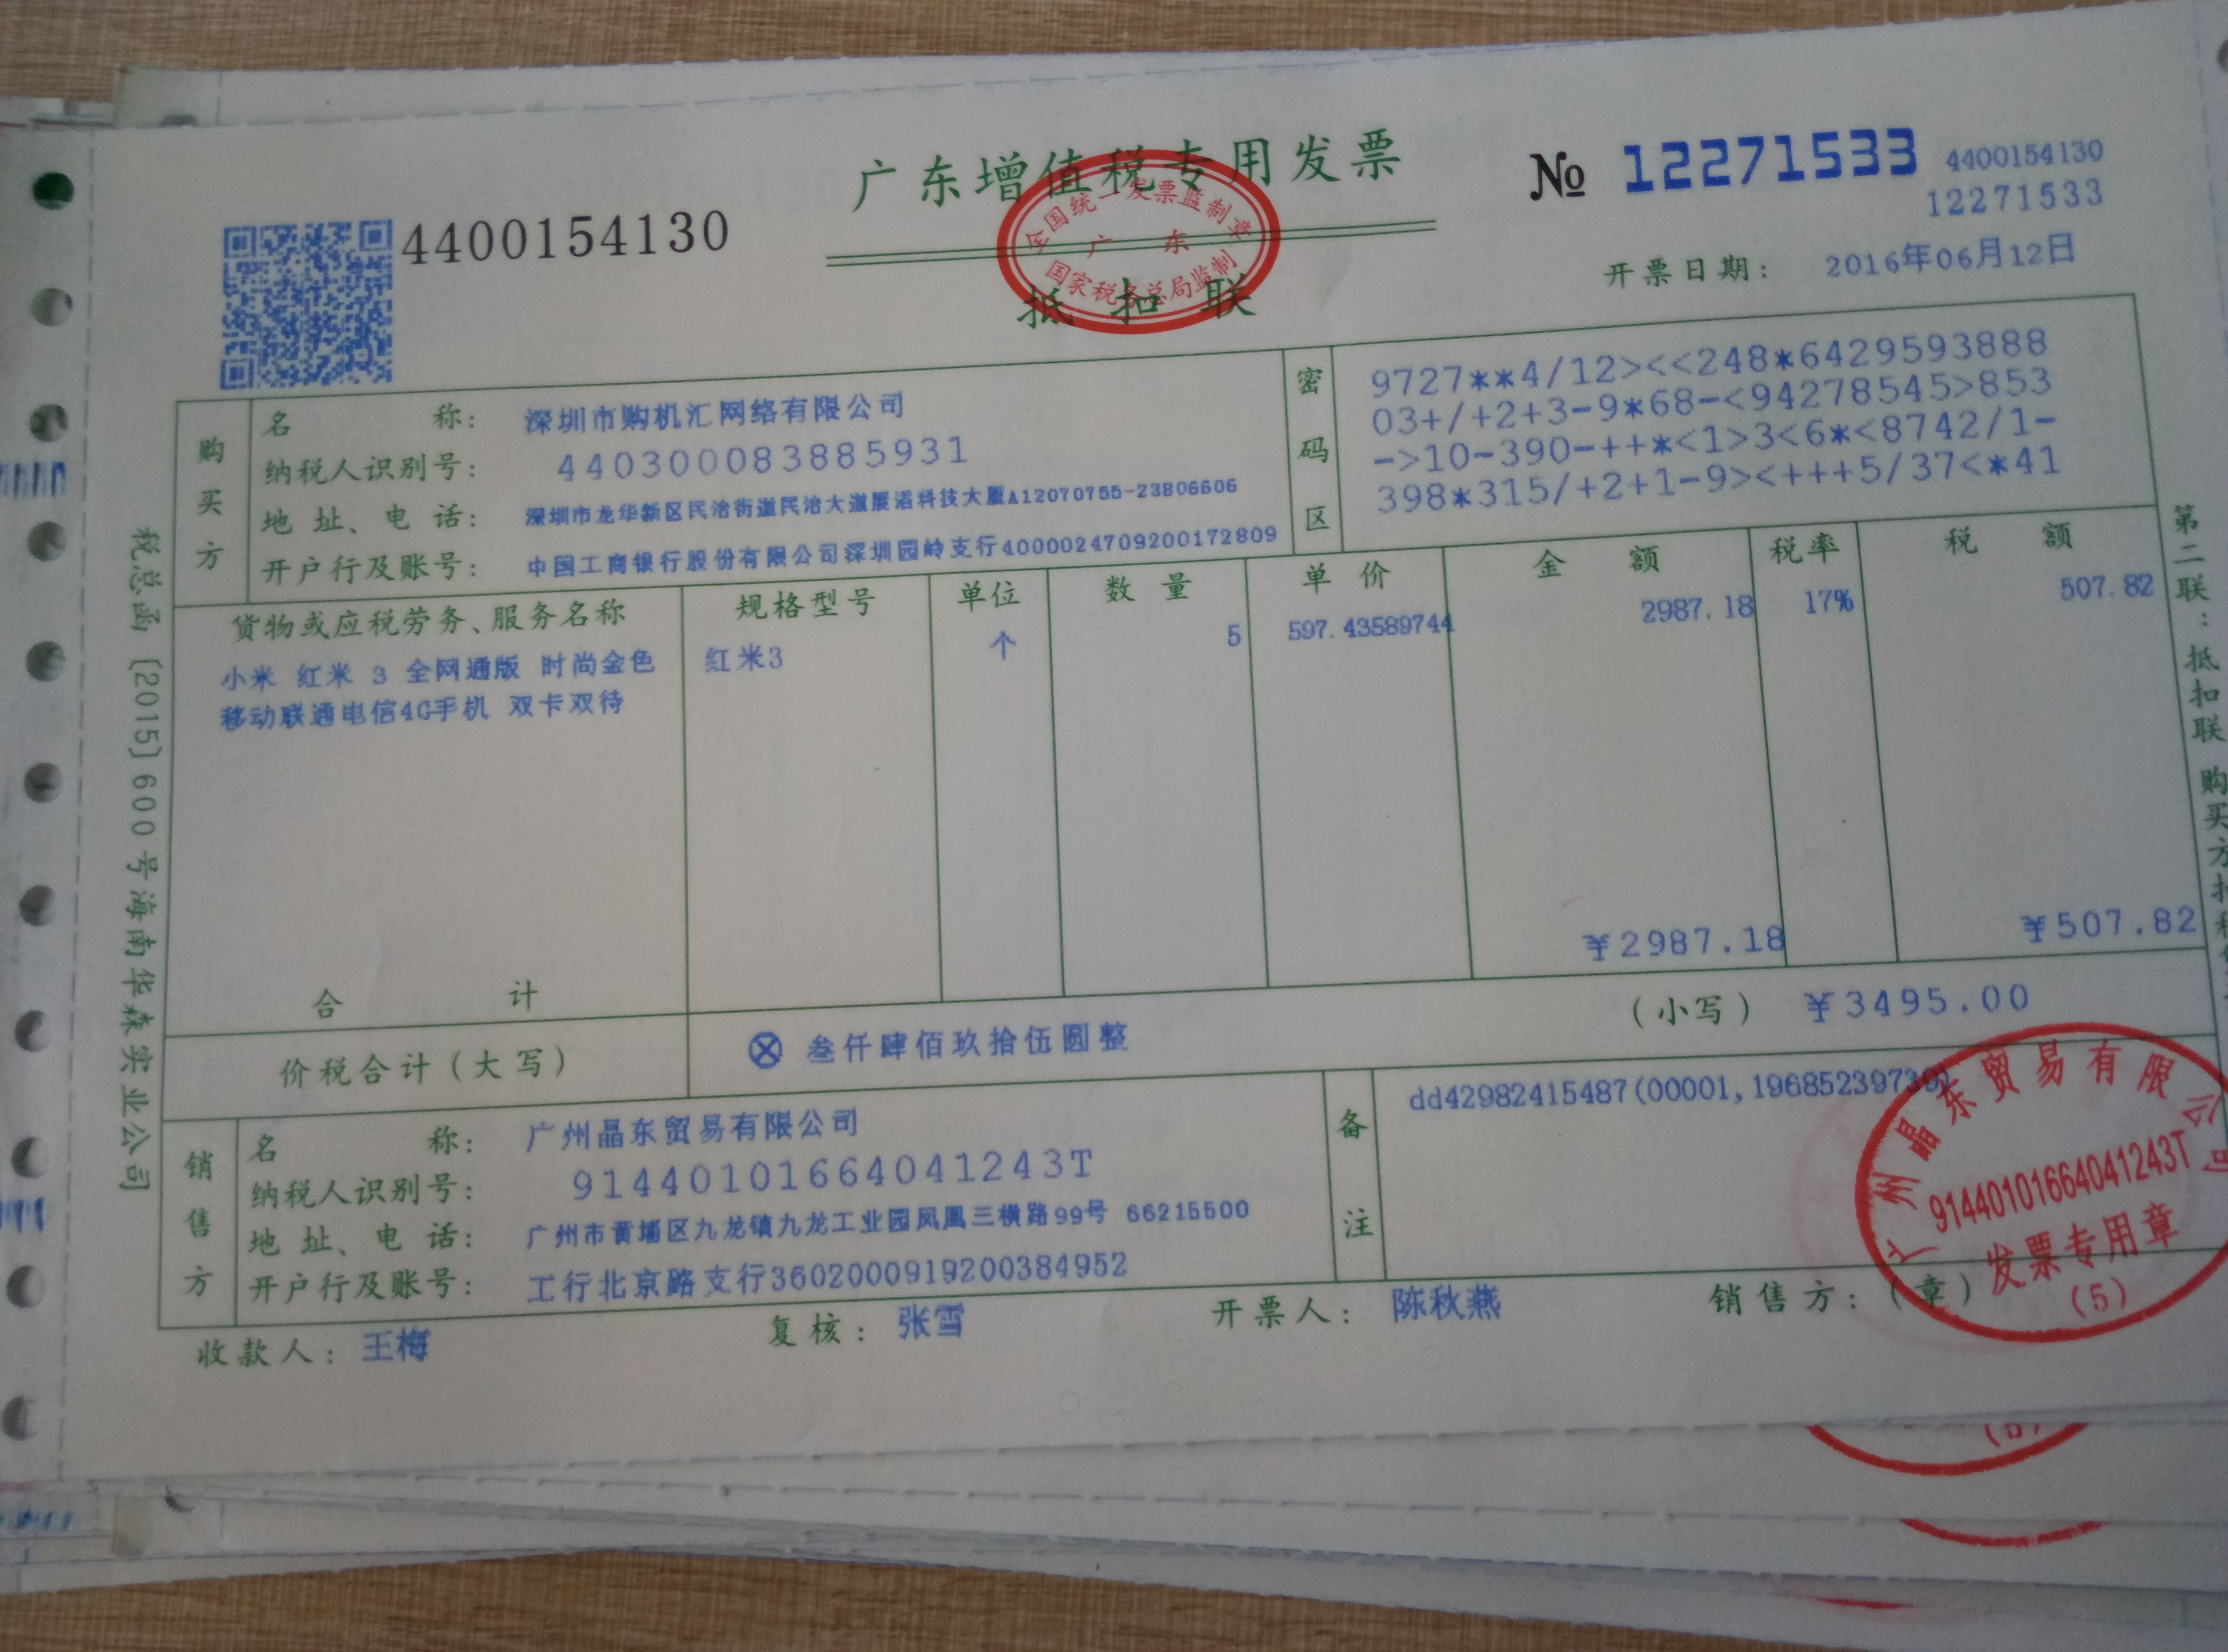 4400154130
广东增值税专用发票
全国统一发票监制章
广 东
国家税务总局监制
抵 扣 联
№ 12271533
4400154130
12271533
开票日期: 2016年06月12日
购买方
名 称: 深圳市购机汇网络有限公司
纳税人识别号: 440300083885931
地 址、电 话: 深圳市龙华新区民治街道民治大道展滔科技大厦A12070755-23806606
开户行及账号: 中国工商银行股份有限公司深圳园岭支行4000024709200172809
密码区
9727**4/12><<248*6429593888
03+/+2+3-9*68-<94278545>853
->10-390-++*<1>3<6*<8742/1-
398*315/+2+1-9><+++5/37<*41
货物或应税劳务、服务名称 规格型号 单位 数 量 单 价 金 额 税率 税 额
小米 红米 3 全网通版 时尚金色 红米3 个 5 597.43589744 2987.18 17% 507.82
移动联通电信4G手机 双卡双待
合 计 ¥2987.18 ¥507.82
价税合计(大写) ⊗ 叁仟肆佰玖拾伍圆整 (小写) ¥3495.00
销售方
名 称: 广州晶东贸易有限公司
纳税人识别号: 91440101664041243T
地 址、电 话: 广州市黄埔区九龙镇九龙工业园凤凰三横路99号 66215500
开户行及账号: 工行北京路支行3602000919200384952
备注
dd42982415487(00001,19685239739)
收款人: 王梅 复核: 张雪 开票人: 陈秋燕 销售方:(章)
广州晶东贸易有限公司
91440101664041243T
发票专用章
(5)
税总函[2015]600号海南华森实业公司
第二联:抵扣联 购买方